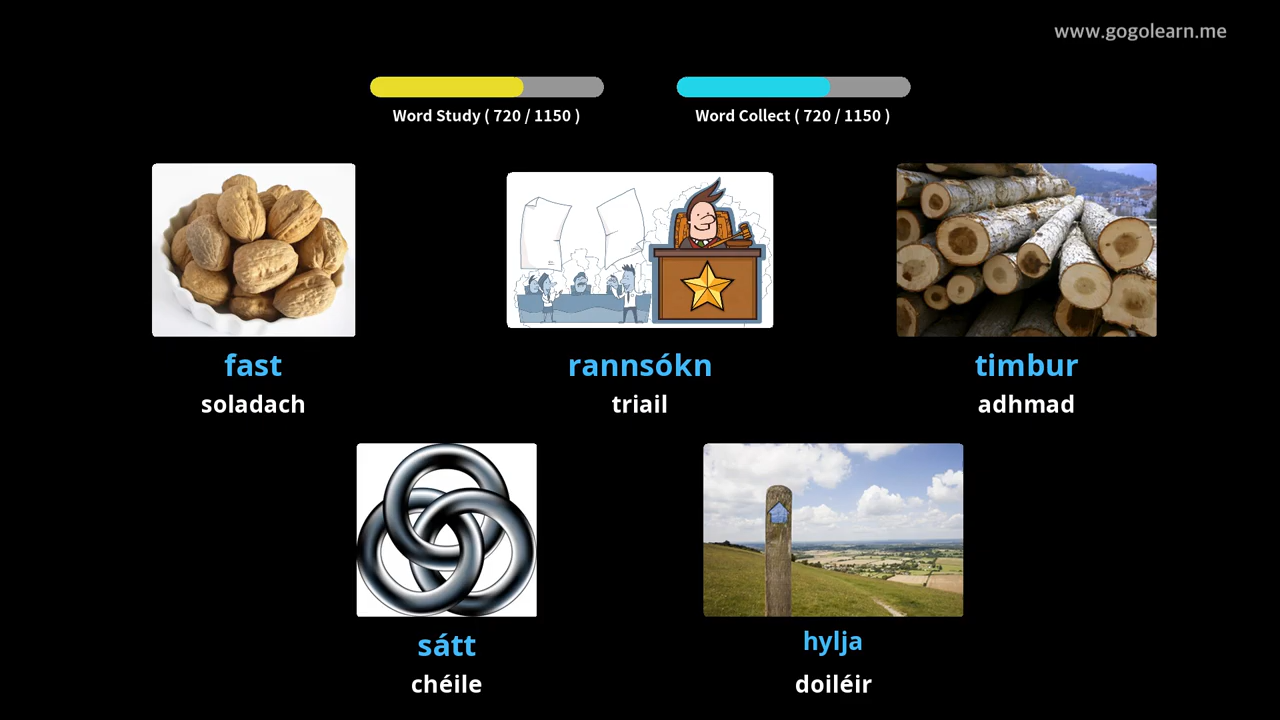 www.gogolearn.me
Word Study ( 720 / 1150 )
Word Collect ( 720 / 1150 )
fast
soladach
rannsókn
triail
timbur
adhmad
sátt
chéile
hylja
doiléir